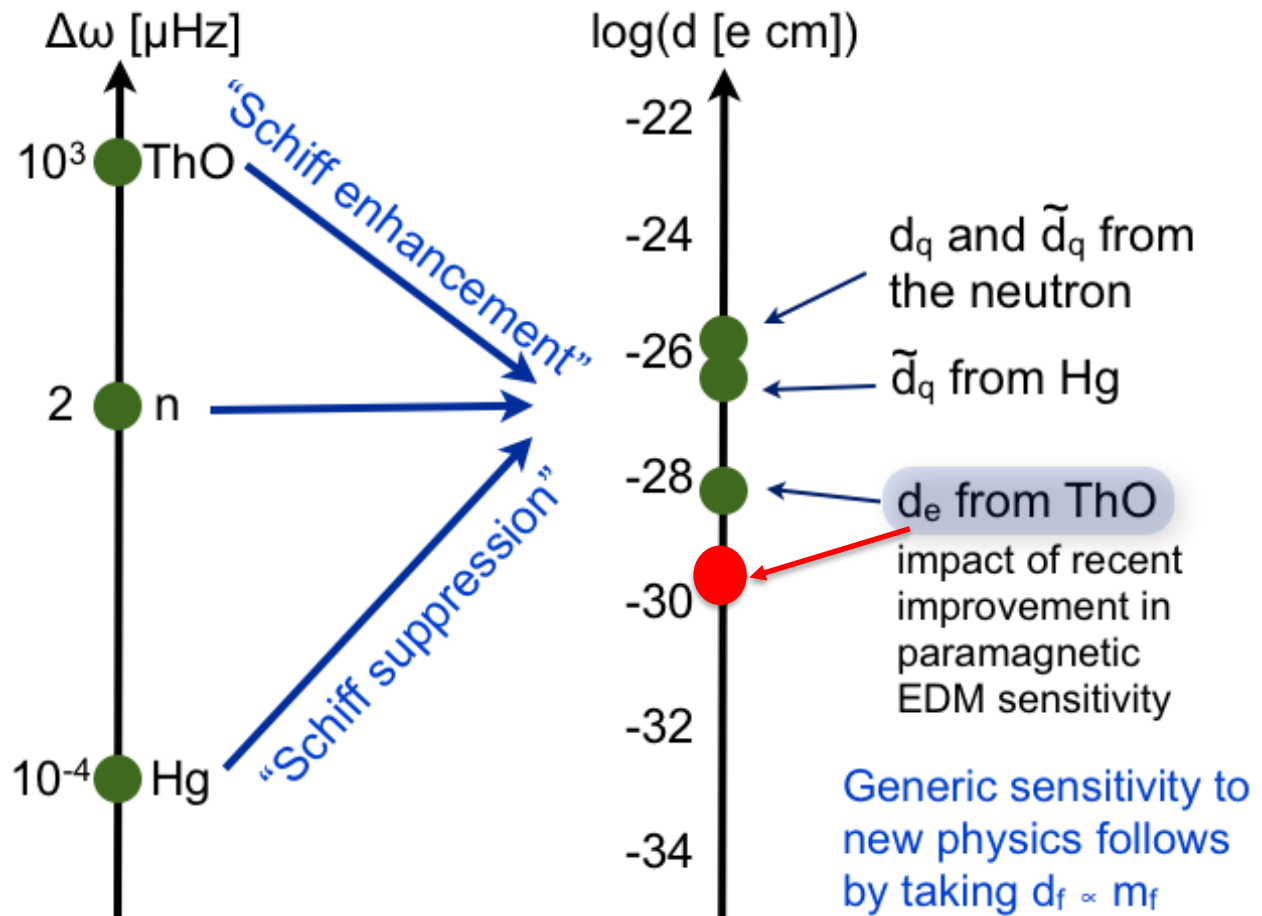 Δω [µHz]
10³ ThO
2 n
10⁻⁴ Hg
“Schiff enhancement”
“Schiff suppression”
log(d [e cm])
-22
-24
-26
-28
-30
-32
-34
d_q and d̃_q from
the neutron
d̃_q from Hg
d_e from ThO
impact of recent
improvement in
paramagnetic
EDM sensitivity
Generic sensitivity to
new physics follows
by taking d_f ∝ m_f